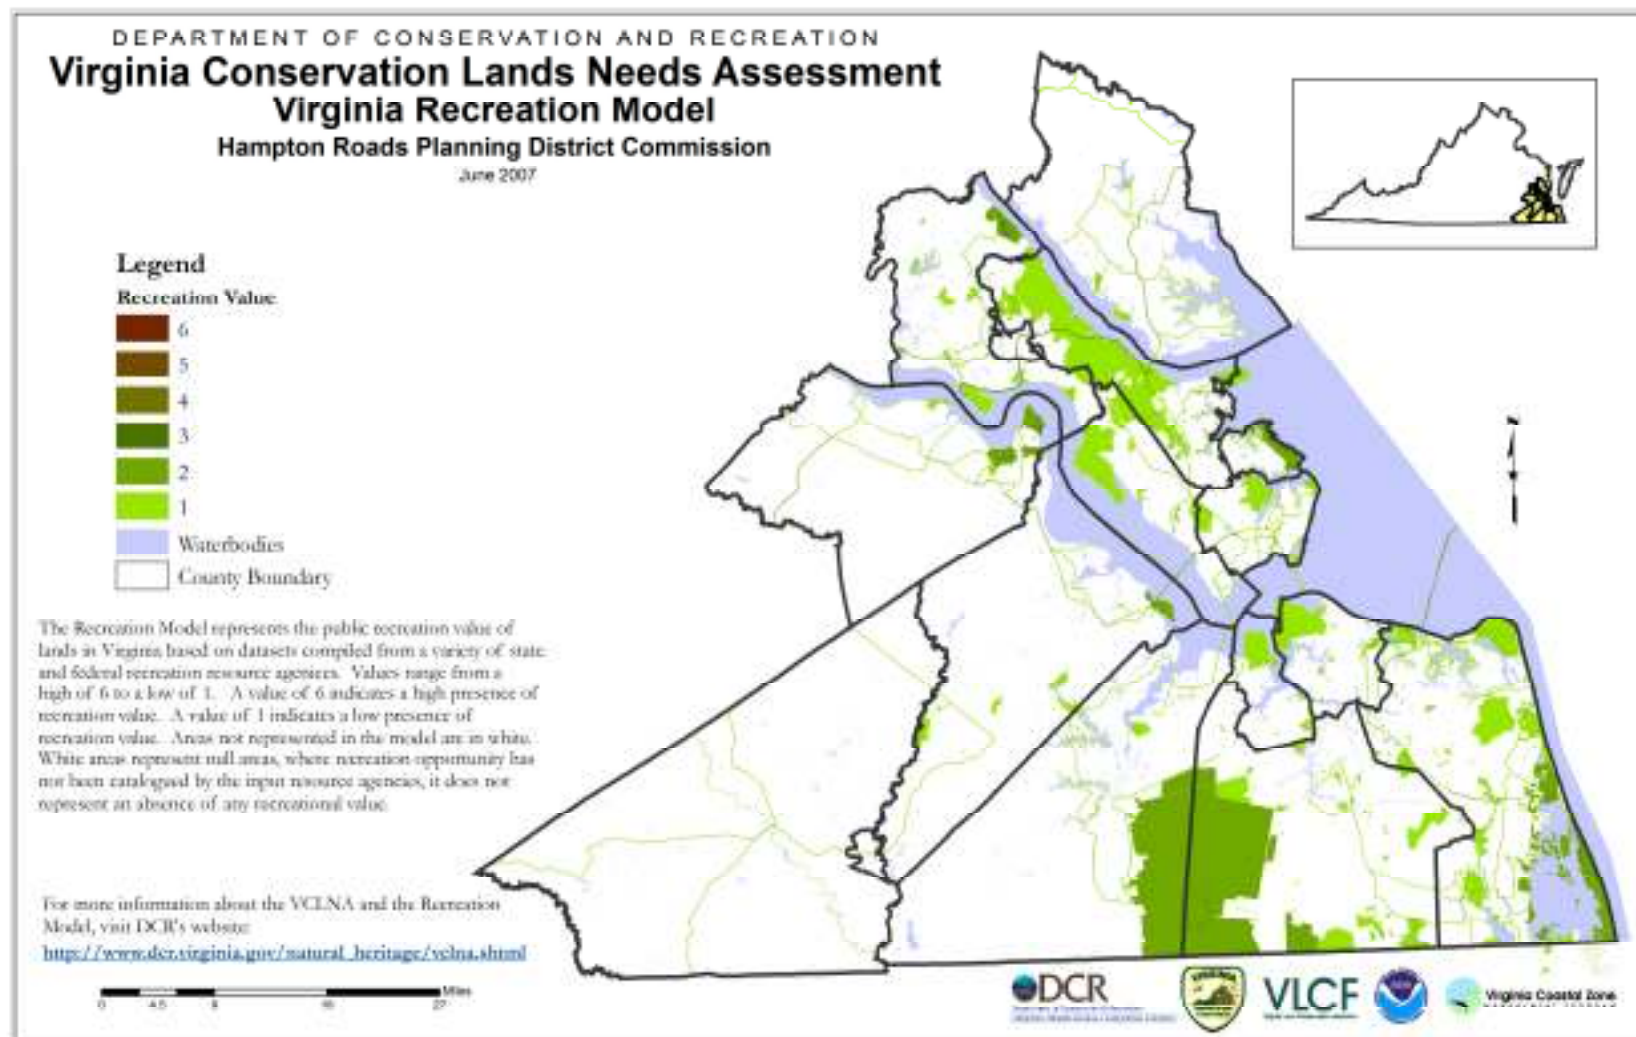 DEPARTMENT OF CONSERVATION AND RECREATION
Virginia Conservation Lands Needs Assessment
Virginia Recreation Model
Hampton Roads Planning District Commission
June 2007
Legend
Recreation Value
6
5
4
3
2
1
Waterbodies
County Boundary
The Recreation Model represents the public recreation value of
lands in Virginia based on datasets compiled from a variety of state
and federal recreation resource agencies. Values range from a
high of 6 to a low of 1. A value of 6 indicates a high presence of
recreation value. A value of 1 indicates a low presence of
recreation value. Areas not represented in the model are in white.
White areas represent null areas, where recreation opportunity has
not been catalogued by the input resource agencies, it does not
represent an absence of any recreational value.
For more information about the VCLNA and the Recreation
Model, visit DCR's website:
http://www.dcr.virginia.gov/natural_heritage/vclna.shtml
Miles
0 4.5 9 18 27
DCR
VLCF
Virginia Coastal Zone